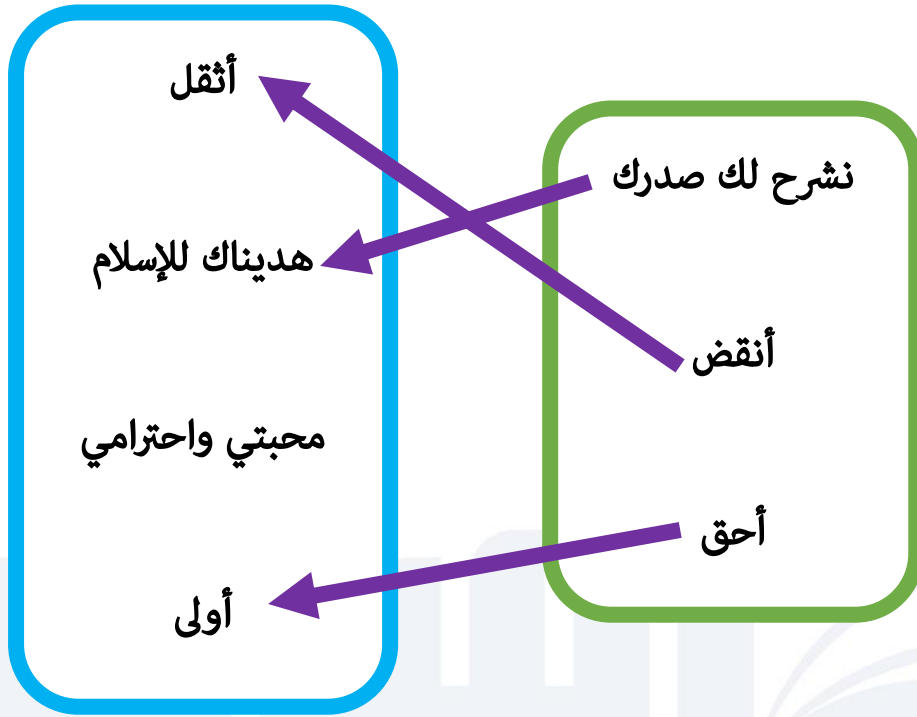 نشرح لك صدرك
أنقض
أحق
أثقل
هديناك للإسلام
محبتي واحترامي
أولى